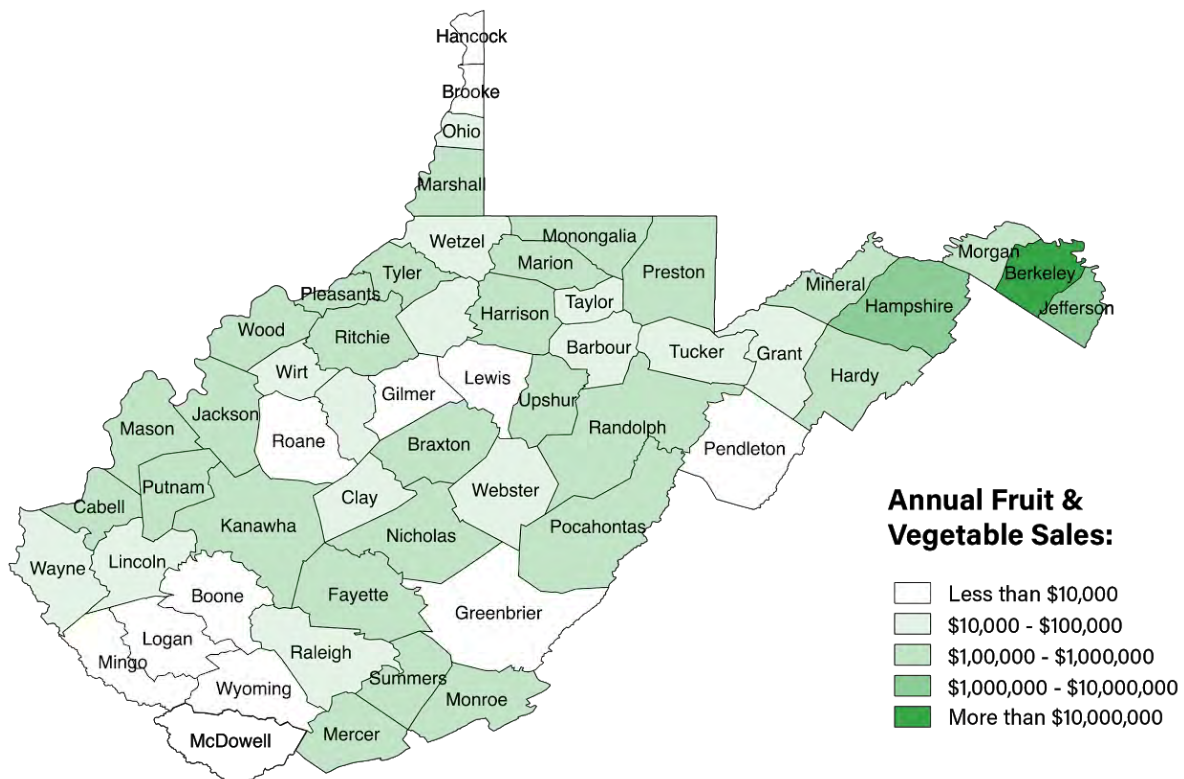 Hancock
Brooke
Ohio
Marshall
Wetzel
Monongalia
Marion
Preston
Tyler
Pleasants
Harrison
Taylor
Wood
Ritchie
Barbour
Tucker
Grant
Mineral
Hampshire
Morgan
Berkeley
Jefferson
Hardy
Wirt
Gilmer
Lewis
Upshur
Randolph
Pendleton
Jackson
Roane
Mason
Braxton
Putnam
Cabell
Clay
Webster
Kanawha
Nicholas
Pocahontas
Wayne
Lincoln
Boone
Fayette
Greenbrier
Logan
Mingo
Raleigh
Wyoming
Summers
Monroe
McDowell
Mercer
Annual Fruit &
Vegetable Sales:
Less than $10,000
$10,000 - $100,000
$1,00,000 - $1,000,000
$1,000,000 - $10,000,000
More than $10,000,000